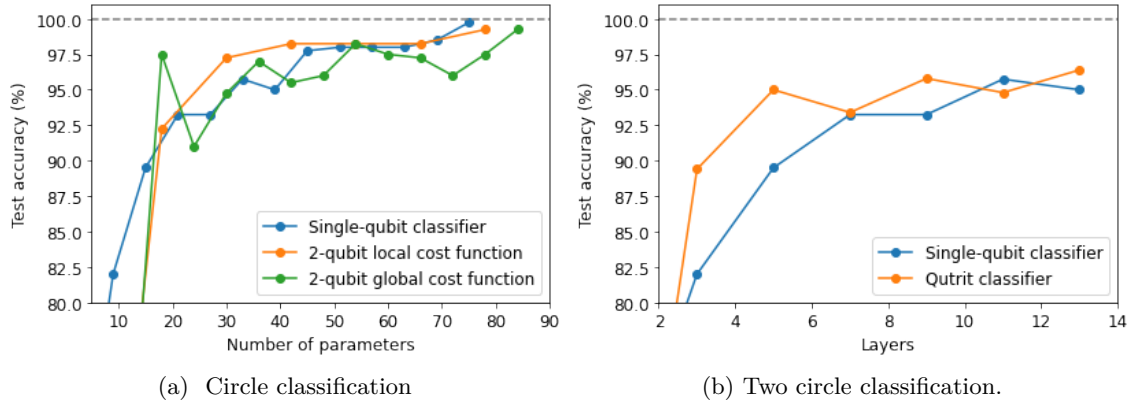 100.0
97.5
95.0
92.5
90.0
87.5
85.0
82.5
80.0
Test accuracy (%)
Single-qubit classifier
2-qubit local cost function
2-qubit global cost function
10 20 30 40 50 60 70 80 90
Number of parameters
(a) Circle classification
100.0
97.5
95.0
92.5
90.0
87.5
85.0
82.5
80.0
Test accuracy (%)
Single-qubit classifier
Qutrit classifier
2 4 6 8 10 12 14
Layers
(b) Two circle classification.